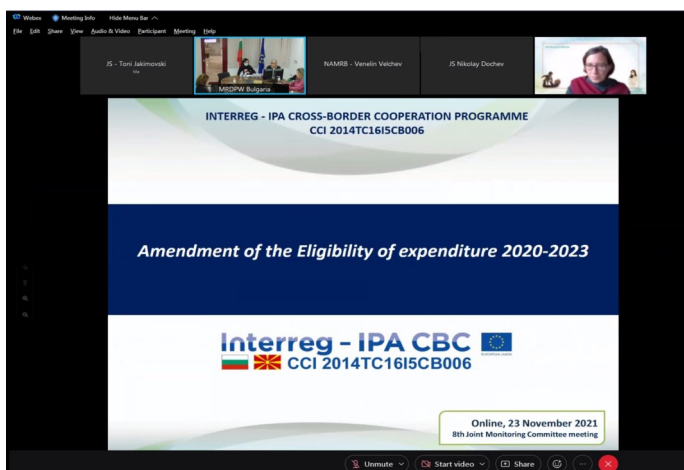 Webex Meeting Info Hide Menu Bar
File Edit Share View Audio & Video Participant Meeting Help
JS - Toni Jakimovski
Me
MRDPW Bulgaria
NAMRB - Venelin Velchev
JS Nikolay Dochev
INTERREG - IPA CROSS-BORDER COOPERATION PROGRAMME
CCI 2014TC16I5CB006
Amendment of the Eligibility of expenditure 2020-2023
Interreg - IPA CBC
EUROPEAN UNION
CCI 2014TC16I5CB006
Online, 23 November 2021
8th Joint Monitoring Committee meeting
Unmute Start video Share